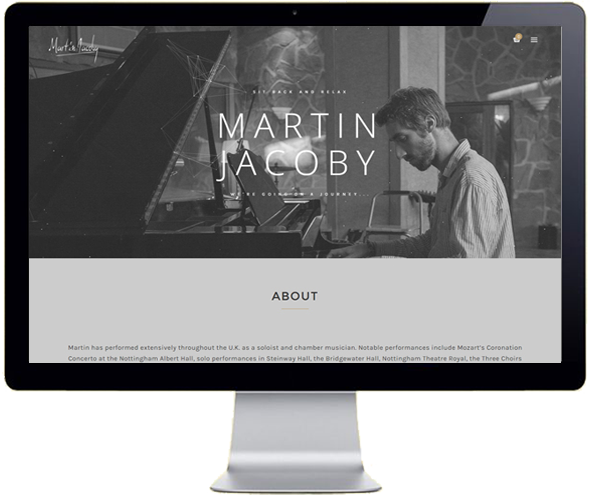 Martin Jacoby
- SIT BACK AND RELAX
MARTIN
JACOBY
WE'RE GOING ON A JOURNEY...
ABOUT
Martin has performed extensively throughout the U.K. as a soloist and chamber musician. Notable performances include Mozart's Coronation
Concerto at the Nottingham Albert Hall, solo performances in Steinway Hall, the Bridgewater Hall, Nottingham Theatre Royal, the Three Choirs